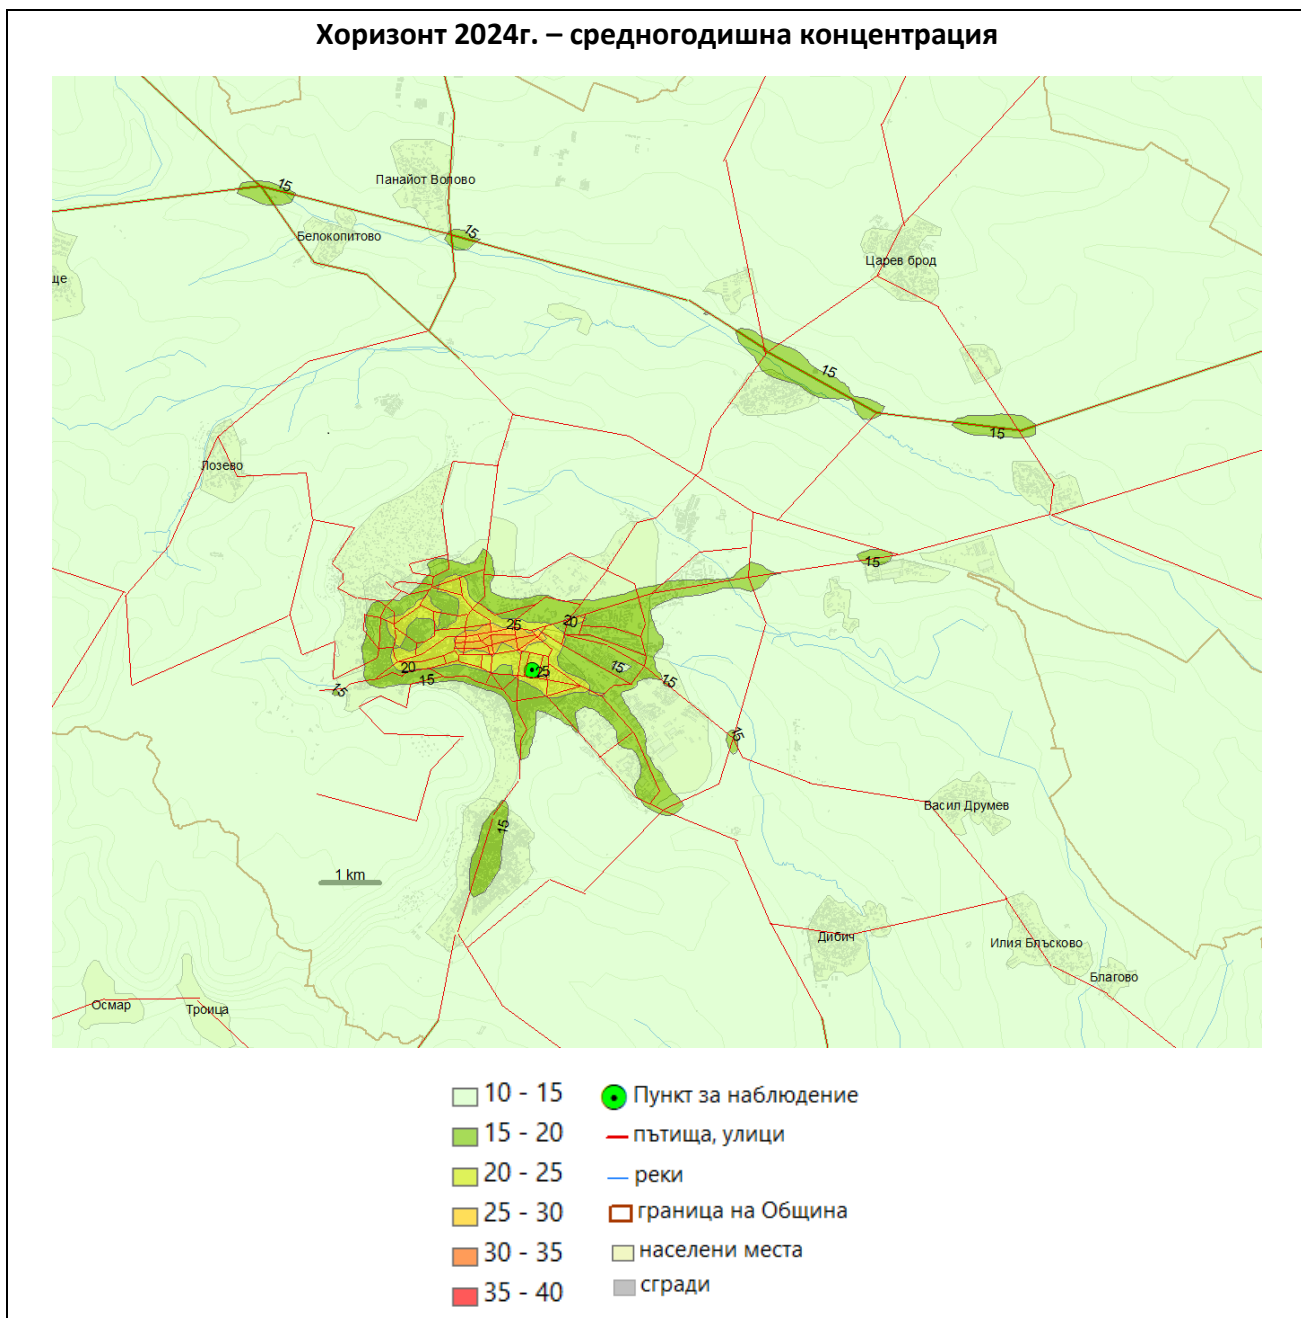 Хоризонт 2024г. – средногодишна концентрация
15
Панайот Волово
15
Белокопитово
Царев брод
ще
15
15
Лозево
15
25
20
15
20
25
15
15
15
15
Васил Друмев
15
1 km
Дибич
Илия Блъсково
Благово
Осмар
Троица
10 - 15
Пункт за наблюдение
15 - 20
пътища, улици
20 - 25
реки
25 - 30
граница на Община
30 - 35
населени места
35 - 40
сгради